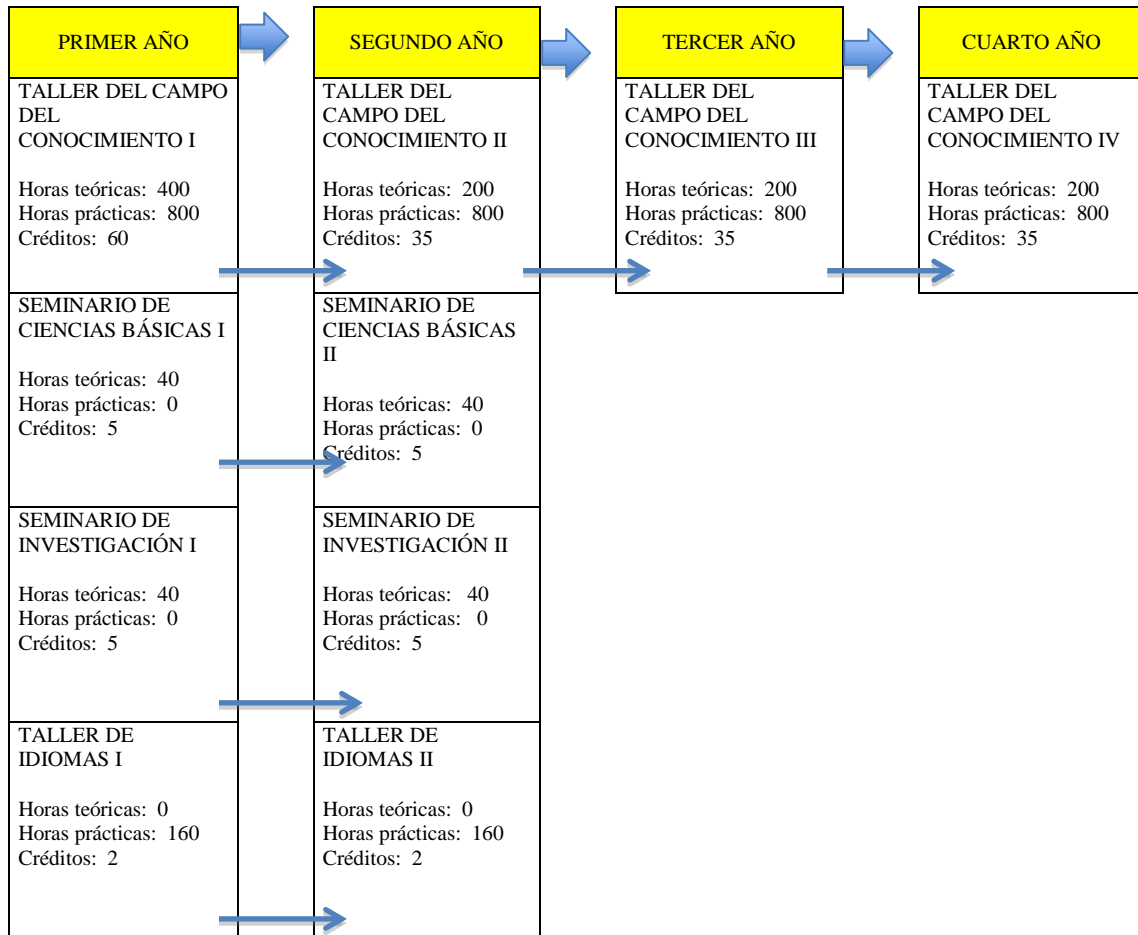 PRIMER AÑO
SEGUNDO AÑO
TERCER AÑO
CUARTO AÑO
TALLER DEL CAMPO
DEL
CONOCIMIENTO I
Horas teóricas: 400
Horas prácticas: 800
Créditos: 60
TALLER DEL
CAMPO DEL
CONOCIMIENTO II
Horas teóricas: 200
Horas prácticas: 800
Créditos: 35
TALLER DEL
CAMPO DEL
CONOCIMIENTO III
Horas teóricas: 200
Horas prácticas: 800
Créditos: 35
TALLER DEL
CAMPO DEL
CONOCIMIENTO IV
Horas teóricas: 200
Horas prácticas: 800
Créditos: 35
SEMINARIO DE
CIENCIAS BÁSICAS I
Horas teóricas: 40
Horas prácticas: 0
Créditos: 5
SEMINARIO DE
CIENCIAS BÁSICAS
II
Horas teóricas: 40
Horas prácticas: 0
Créditos: 5
SEMINARIO DE
INVESTIGACIÓN I
Horas teóricas: 40
Horas prácticas: 0
Créditos: 5
SEMINARIO DE
INVESTIGACIÓN II
Horas teóricas: 40
Horas prácticas: 0
Créditos: 5
TALLER DE
IDIOMAS I
Horas teóricas: 0
Horas prácticas: 160
Créditos: 2
TALLER DE
IDIOMAS II
Horas teóricas: 0
Horas prácticas: 160
Créditos: 2